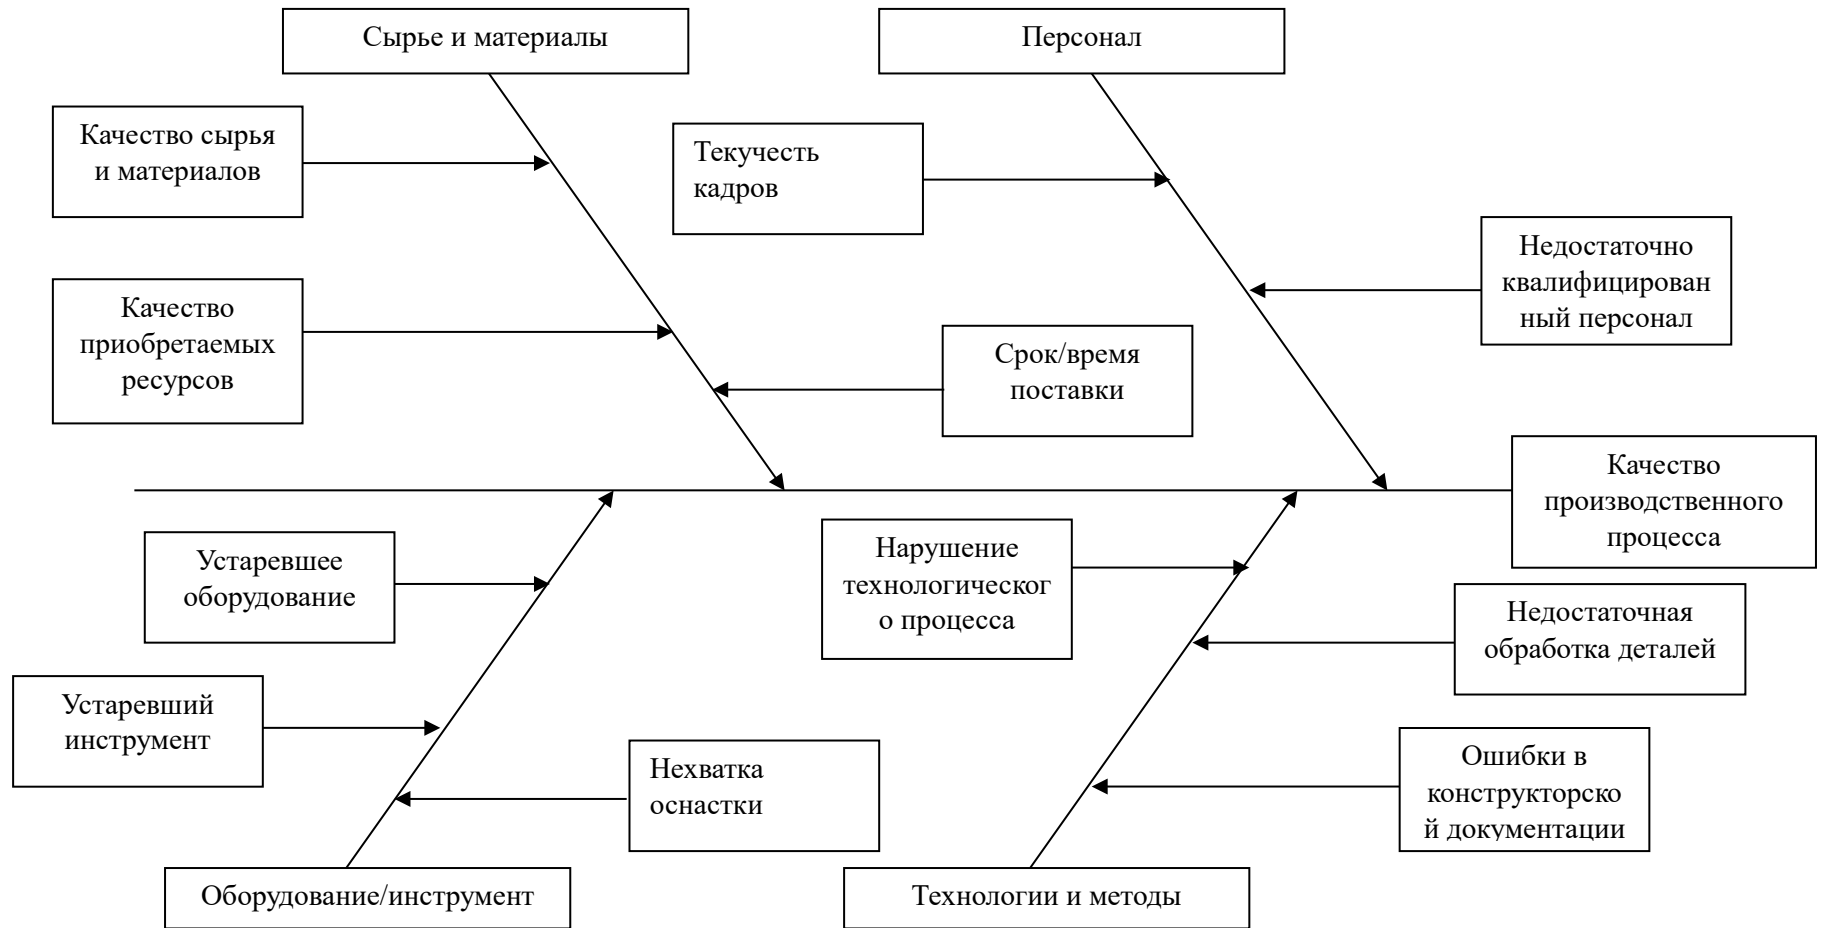 Сырье и материалы
Персонал
Качество сырья
и материалов
Текучесть
кадров
Недостаточно
квалифицирован
ный персонал
Качество
приобретаемых
ресурсов
Срок/время
поставки
Качество
производственного
процесса
Устаревшее
оборудование
Нарушение
технологическог
о процесса
Недостаточная
обработка деталей
Устаревший
инструмент
Нехватка
оснастки
Ошибки в
конструкторско
й документации
Оборудование/инструмент
Технологии и методы